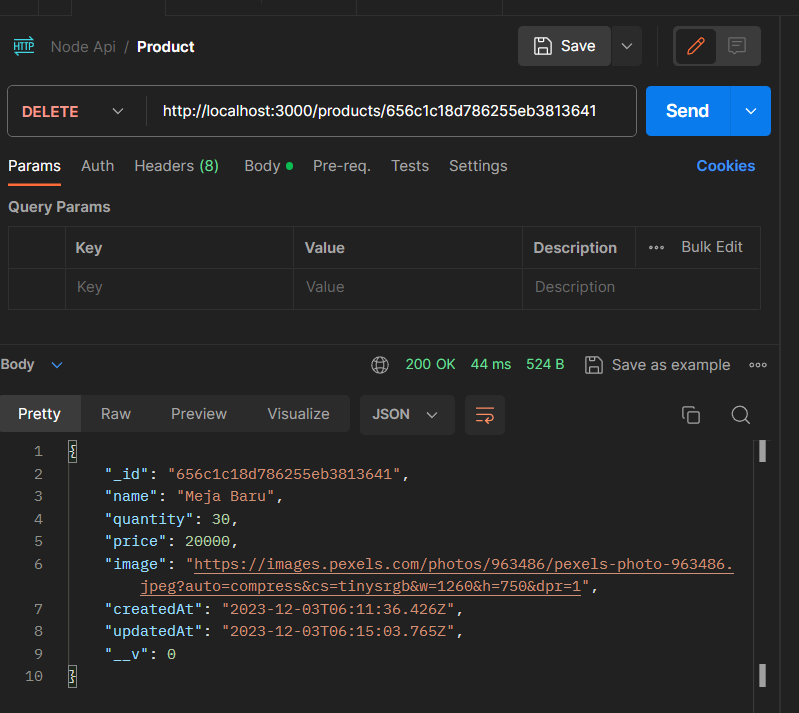 HTTP Node Api / Product Save
DELETE http://localhost:3000/products/656c1c18d786255eb3813641 Send
Params Auth Headers (8) Body Pre-req. Tests Settings Cookies
Query Params
Key Value Description Bulk Edit
Key Value Description
Body 200 OK 44 ms 524 B Save as example
Pretty Raw Preview Visualize JSON
1 {
2 "_id": "656c1c18d786255eb3813641",
3 "name": "Meja Baru",
4 "quantity": 30,
5 "price": 20000,
6 "image": "https://images.pexels.com/photos/963486/pexels-photo-963486.
jpeg?auto=compress&cs=tinysrgb&w=1260&h=750&dpr=1",
7 "createdAt": "2023-12-03T06:11:36.426Z",
8 "updatedAt": "2023-12-03T06:15:03.765Z",
9 "__v": 0
10 }